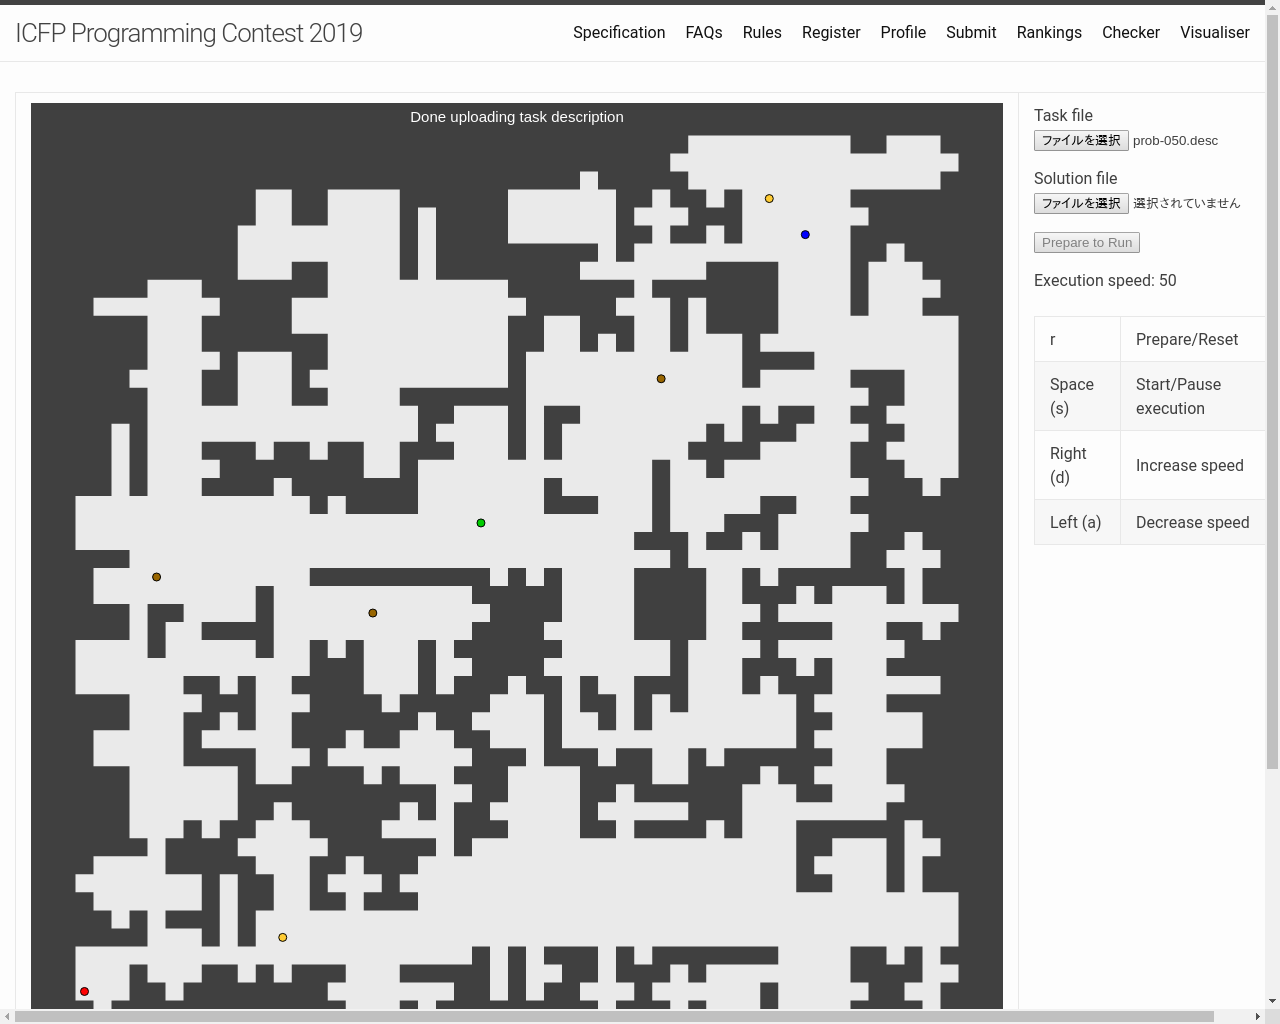 ICFP Programming Contest 2019
Specification FAQs Rules Register Profile Submit Rankings Checker Visualiser
Done uploading task description
Task file
ファイルを選択 prob-050.desc
Solution file
ファイルを選択 選択されていません
Prepare to Run
Execution speed: 50
r Prepare/Reset
Space (s) Start/Pause execution
Right (d) Increase speed
Left (a) Decrease speed